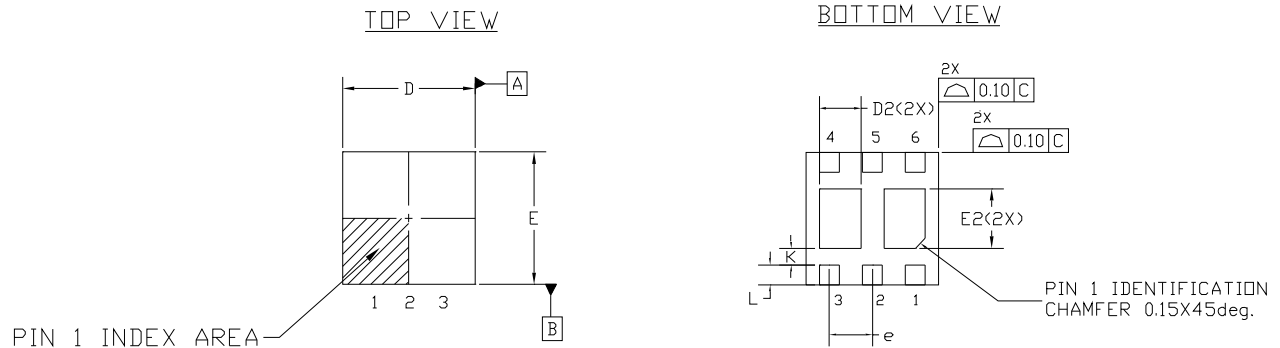 TOP VIEW
D
A
E
1 2 3
B
PIN 1 INDEX AREA
BOTTOM VIEW
2X
⌓ 0.10 C
D2(2X)
2X
⌓ 0.10 C
4 5 6
E2(2X)
K
L
3 2 1
e
PIN 1 IDENTIFICATION
CHAMFER 0.15X45deg.